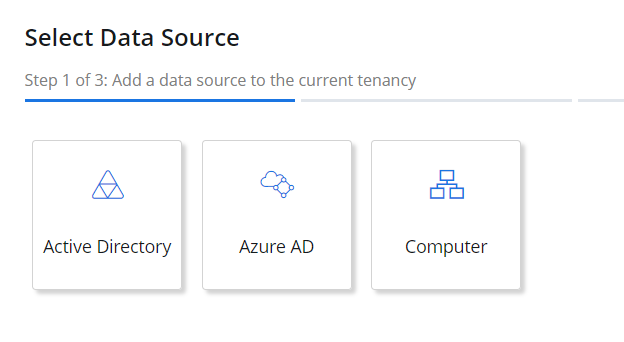 Select Data Source
Step 1 of 3: Add a data source to the current tenancy
Active Directory
Azure AD
Computer